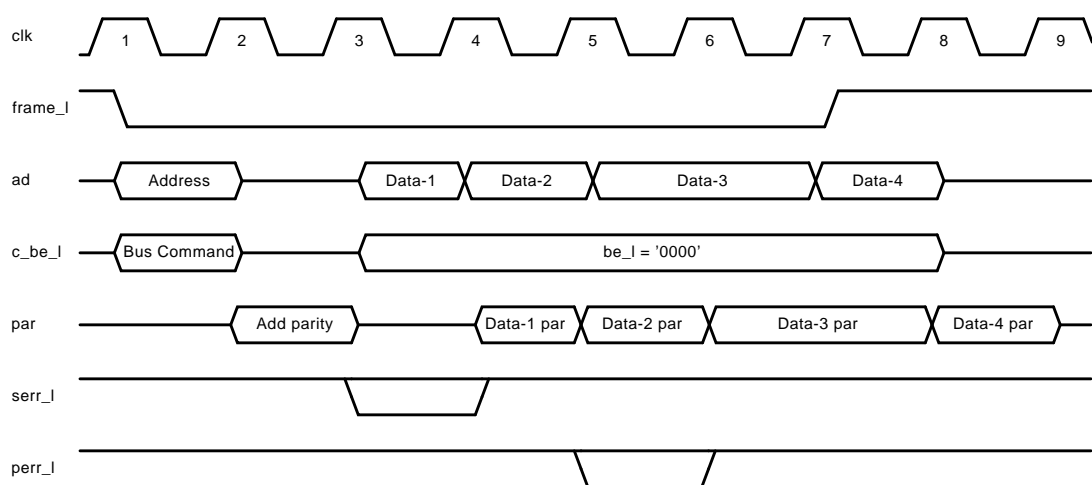 clk 1 2 3 4 5 6 7 8 9
frame_l
ad Address Data-1 Data-2 Data-3 Data-4
c_be_l Bus Command be_l = '0000'
par Add parity Data-1 par Data-2 par Data-3 par Data-4 par
serr_l
perr_l